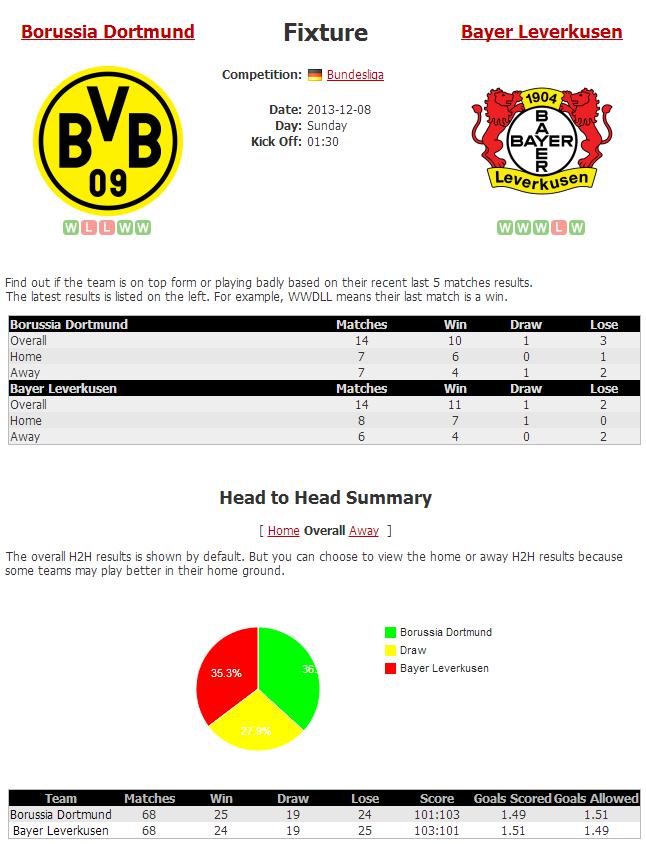 Borussia Dortmund
Fixture
Bayer Leverkusen
Competition: Bundesliga
Date: 2013-12-08
Day: Sunday
Kick Off: 01:30
BVB
09
1904
BAYER
BAYER
Leverkusen
W L L W W
W W W L W
Find out if the team is on top form or playing badly based on their recent last 5 matches results.
The latest results is listed on the left. For example, WWDLL means their last match is a win.
Borussia Dortmund Matches Win Draw Lose
Overall 14 10 1 3
Home 7 6 0 1
Away 7 4 1 2
Bayer Leverkusen Matches Win Draw Lose
Overall 14 11 1 2
Home 8 7 1 0
Away 6 4 0 2
Head to Head Summary
[ Home Overall Away ]
The overall H2H results is shown by default. But you can choose to view the home or away H2H results because
some teams may play better in their home ground.
Borussia Dortmund
Draw
Bayer Leverkusen
35.3%
36.
27.9%
Team Matches Win Draw Lose Score Goals Scored Goals Allowed
Borussia Dortmund 68 25 19 24 101:103 1.49 1.51
Bayer Leverkusen 68 24 19 25 103:101 1.51 1.49